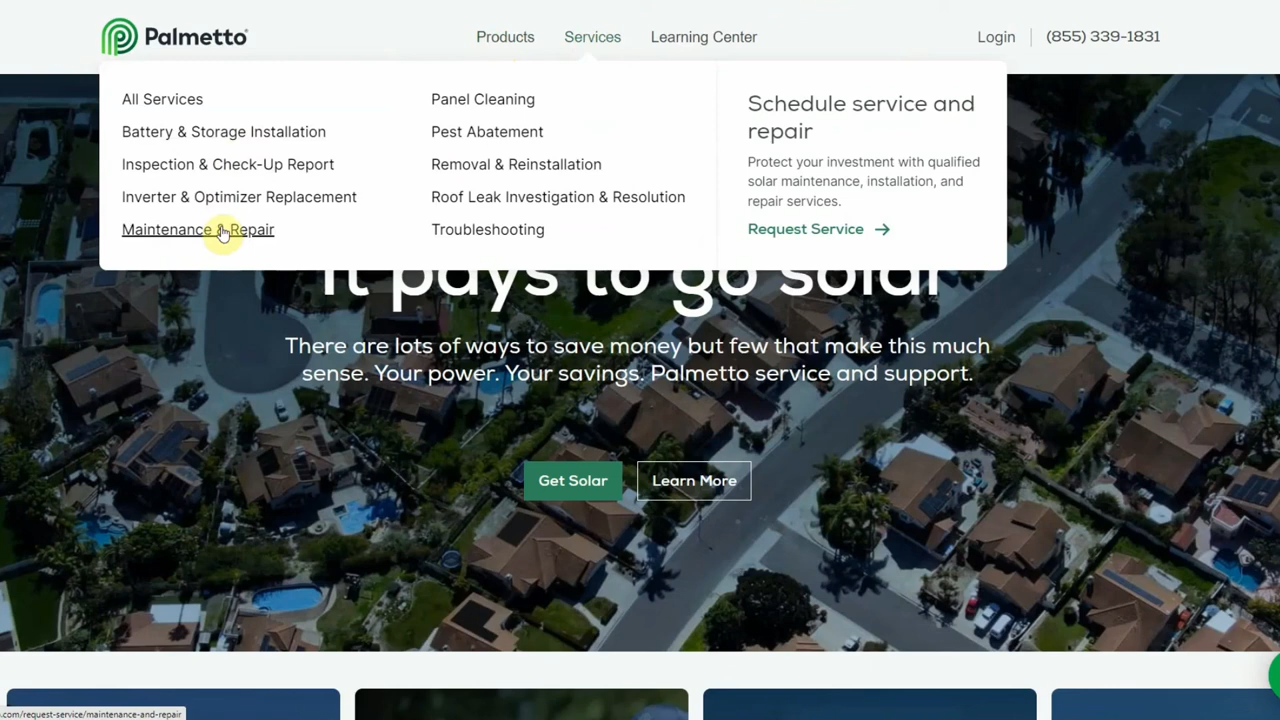 Palmetto
Products
Services
Learning Center
Login
(855) 339-1831
All Services
Battery & Storage Installation
Inspection & Check-Up Report
Inverter & Optimizer Replacement
Maintenance & Repair
Panel Cleaning
Pest Abatement
Removal & Reinstallation
Roof Leak Investigation & Resolution
Troubleshooting
Schedule service and
repair
Protect your investment with qualified
solar maintenance, installation, and
repair services.
Request Service →
It pays to go solar
There are lots of ways to save money but few that make this much
sense. Your power. Your savings. Palmetto service and support.
Get Solar
Learn More
.com/request-service/maintenance-and-repair